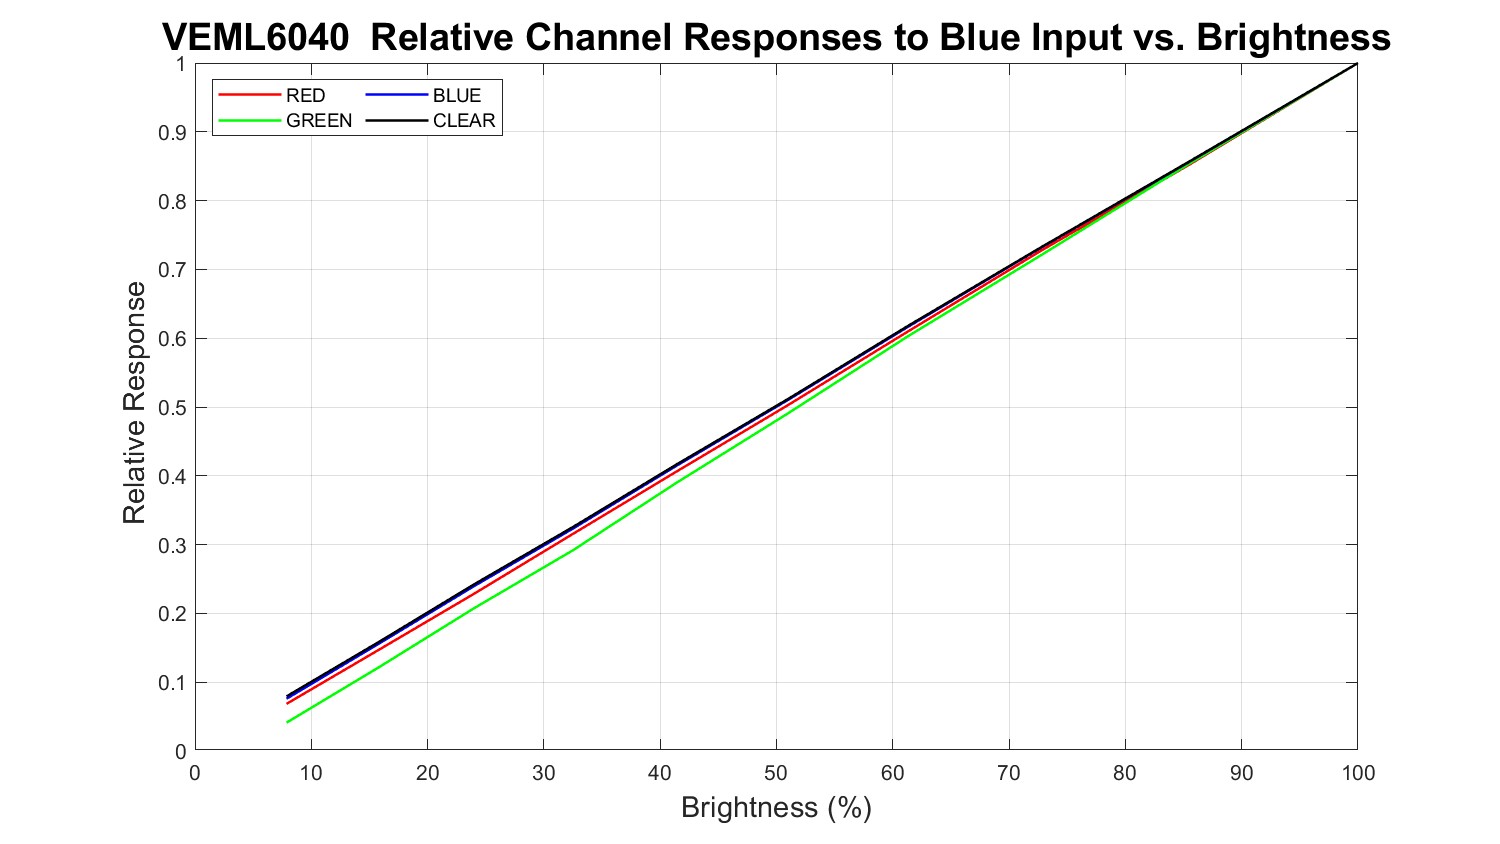 VEML6040  Relative Channel Responses to Blue Input vs. Brightness
RED BLUE
GREEN CLEAR
1
0.9
0.8
0.7
0.6
0.5
0.4
0.3
0.2
0.1
0
Relative Response
0 10 20 30 40 50 60 70 80 90 100
Brightness (%)